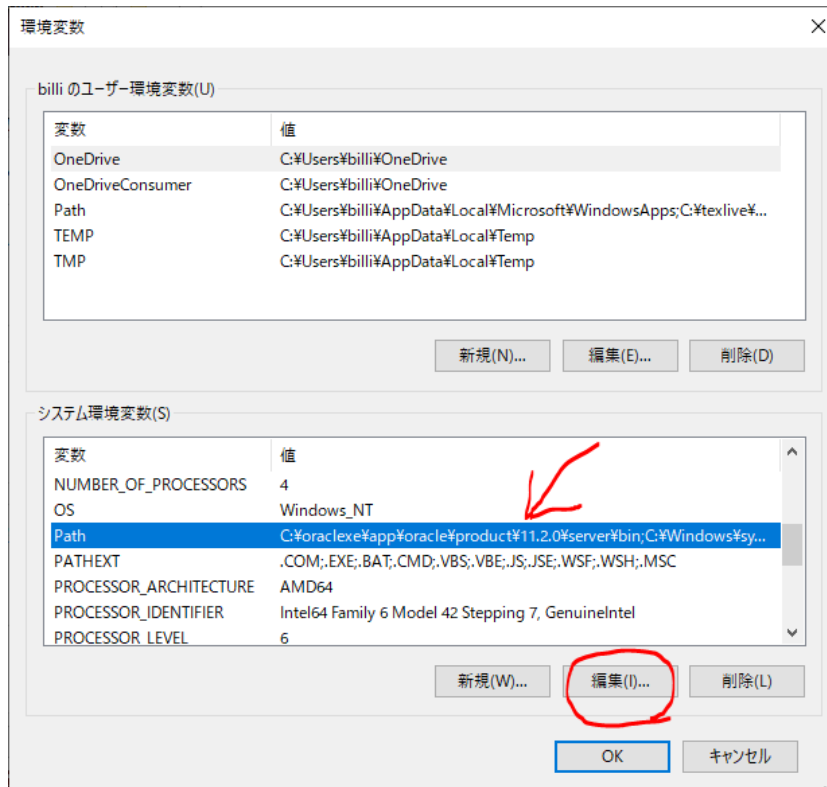 環境変数
billi のユーザー環境変数(U)
変数 値
OneDrive C:¥Users¥billi¥OneDrive
OneDriveConsumer C:¥Users¥billi¥OneDrive
Path C:¥Users¥billi¥AppData¥Local¥Microsoft¥WindowsApps;C:¥texlive¥...
TEMP C:¥Users¥billi¥AppData¥Local¥Temp
TMP C:¥Users¥billi¥AppData¥Local¥Temp
新規(N)... 編集(E)... 削除(D)
システム環境変数(S)
変数 値
NUMBER_OF_PROCESSORS 4
OS Windows_NT
Path C:¥oraclexe¥app¥oracle¥product¥11.2.0¥server¥bin;C:¥Windows¥sy...
PATHEXT .COM;.EXE;.BAT;.CMD;.VBS;.VBE;.JS;.JSE;.WSF;.WSH;.MSC
PROCESSOR_ARCHITECTURE AMD64
PROCESSOR_IDENTIFIER Intel64 Family 6 Model 42 Stepping 7, GenuineIntel
PROCESSOR_LEVEL 6
新規(W)... 編集(I)... 削除(L)
OK キャンセル